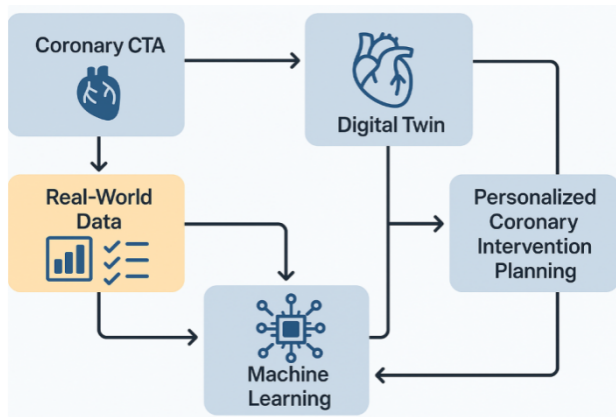 Coronary CTA
Digital Twin
Real-World
Data
Personalized
Coronary
Intervention
Planning
Machine
Learning